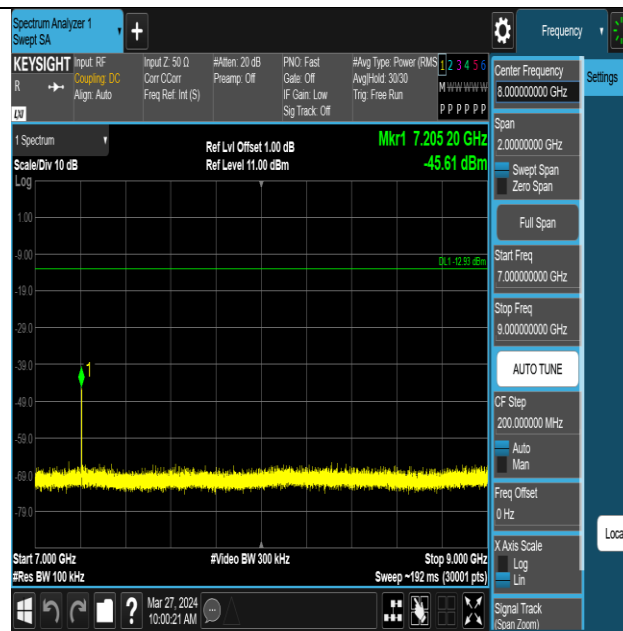 Spectrum Analyzer 1
Swept SA
Frequency
KEYSIGHT
R
LXI
Input: RF
Coupling: DC
Align: Auto
Input Z: 50 Ω
Corr CCorr
Freq Ref: Int (S)
#Atten: 20 dB
Preamp: Off
PNO: Fast
Gate: Off
IF Gain: Low
Sig Track: Off
#Avg Type: Power (RMS
Avg|Hold: 30/30
Trig: Free Run
1 2 3 4 5 6
M W W W W W
P P P P P P
1 Spectrum
Scale/Div 10 dB
Log
Ref Lvl Offset 1.00 dB
Ref Level 11.00 dBm
Mkr1 7.205 20 GHz
-45.61 dBm
1.00
-9.00
DL1 -12.93 dBm
-19.0
-29.0
-39.0
1
-49.0
-59.0
-69.0
-79.0
Start 7.000 GHz
#Res BW 100 kHz
#Video BW 300 kHz
Stop 9.000 GHz
Sweep ~192 ms (30001 pts)
Mar 27, 2024
10:00:21 AM
Center Frequency
8.000000000 GHz
Settings
Span
2.00000000 GHz
Swept Span
Zero Span
Full Span
Start Freq
7.000000000 GHz
Stop Freq
9.000000000 GHz
AUTO TUNE
CF Step
200.000000 MHz
Auto
Man
Freq Offset
0 Hz
Loca
X Axis Scale
Log
Lin
Signal Track
(Span Zoom)